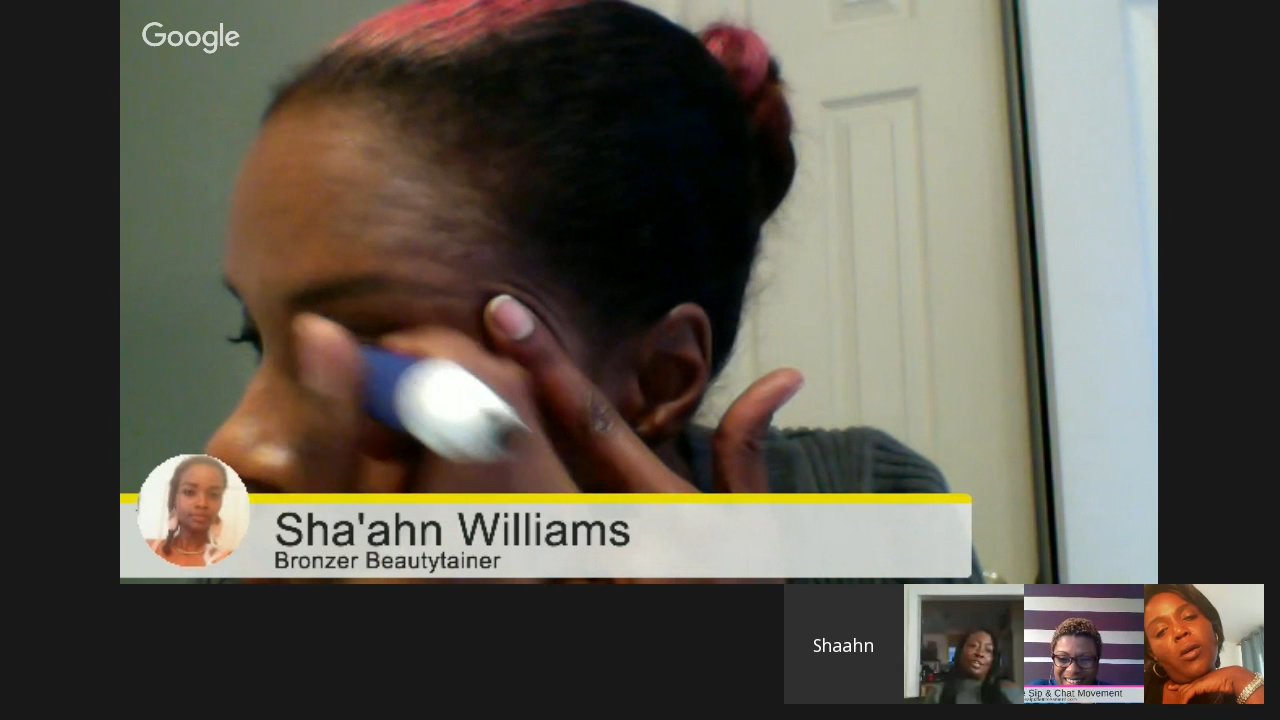 Google
Sha'ahn Williams
Bronzer Beautytainer
Shaahn
Sip & Chat Movement